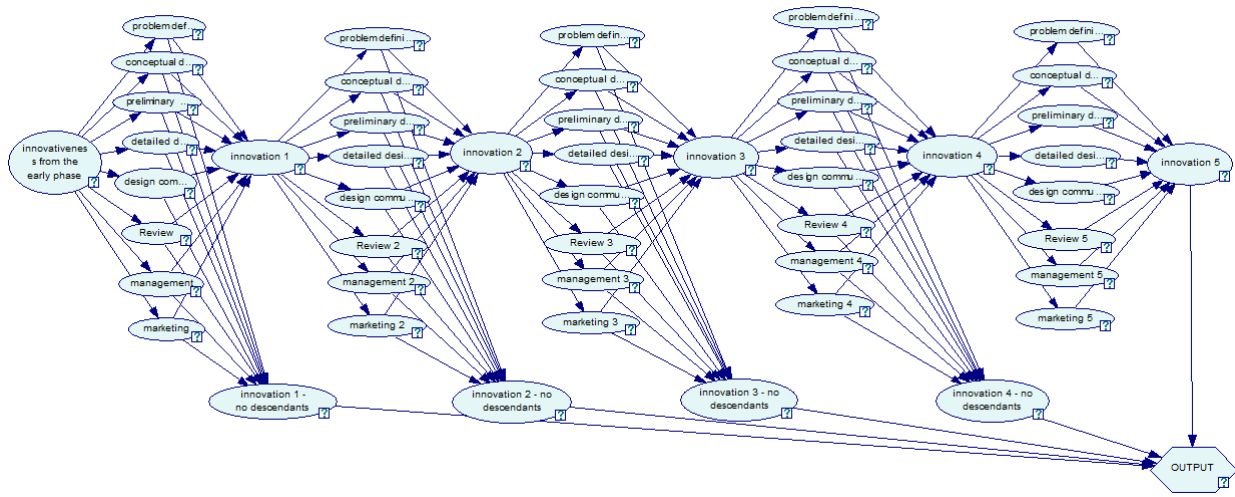 innovativenes
s from the
early phase
problem def...
conceptual d...
preliminary ...
detailed d...
design com...
Review
management
marketing
innovation 1
innovation 1 -
no descendants
problem defini...
conceptual d...
preliminary d...
detailed desi...
design commu...
Review 2
management 2
marketing 2
innovation 2
innovation 2 - no
descendants
problem defin...
conceptual d...
preliminary d...
detailed desi...
design commu...
Review 3
management 3
marketing 3
innovation 3
innovation 3 - no
descendants
problem defini...
conceptual d...
preliminary d...
detailed desi...
design commu...
Review 4
management 4
marketing 4
innovation 4
innovation 4 - no
descendants
problem defini...
conceptual d...
preliminary d...
detailed desi...
design commu...
Review 5
management 5
marketing 5
innovation 5
OUTPUT